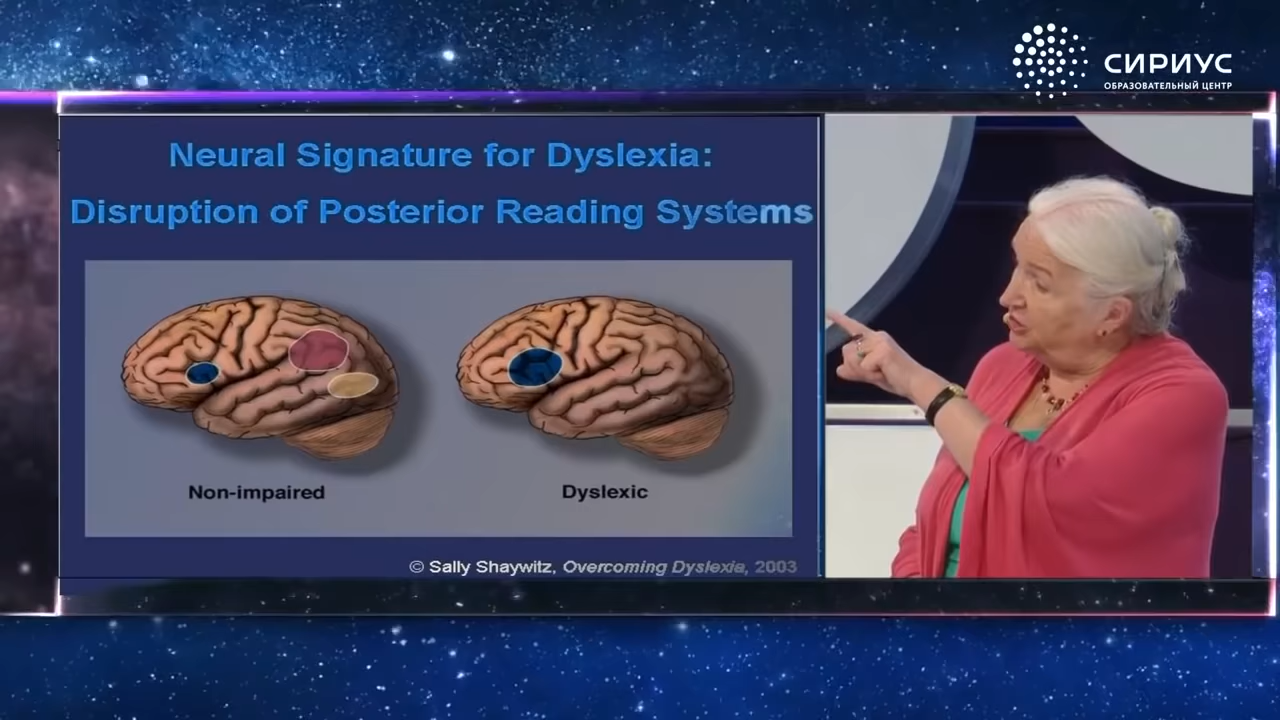 СИРИУС
ОБРАЗОВАТЕЛЬНЫЙ ЦЕНТР
Neural Signature for Dyslexia:
Disruption of Posterior Reading Systems
Non-impaired
Dyslexic
© Sally Shaywitz, Overcoming Dyslexia, 2003